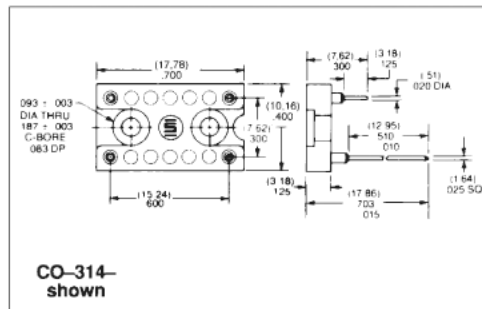 (17,78)
.700
093 ± 003
DIA THRU
187 ± 003
C-BORE
083 DP
(10,16)
.400
(7.62)
300
(15 24)
600
(7.62)
300
(3 18)
125
( 51)
020 DIA
(12 95)
510
010
(3 18)
125
(17 86)
703
015
(1 64)
025 SQ
CO–314–
shown